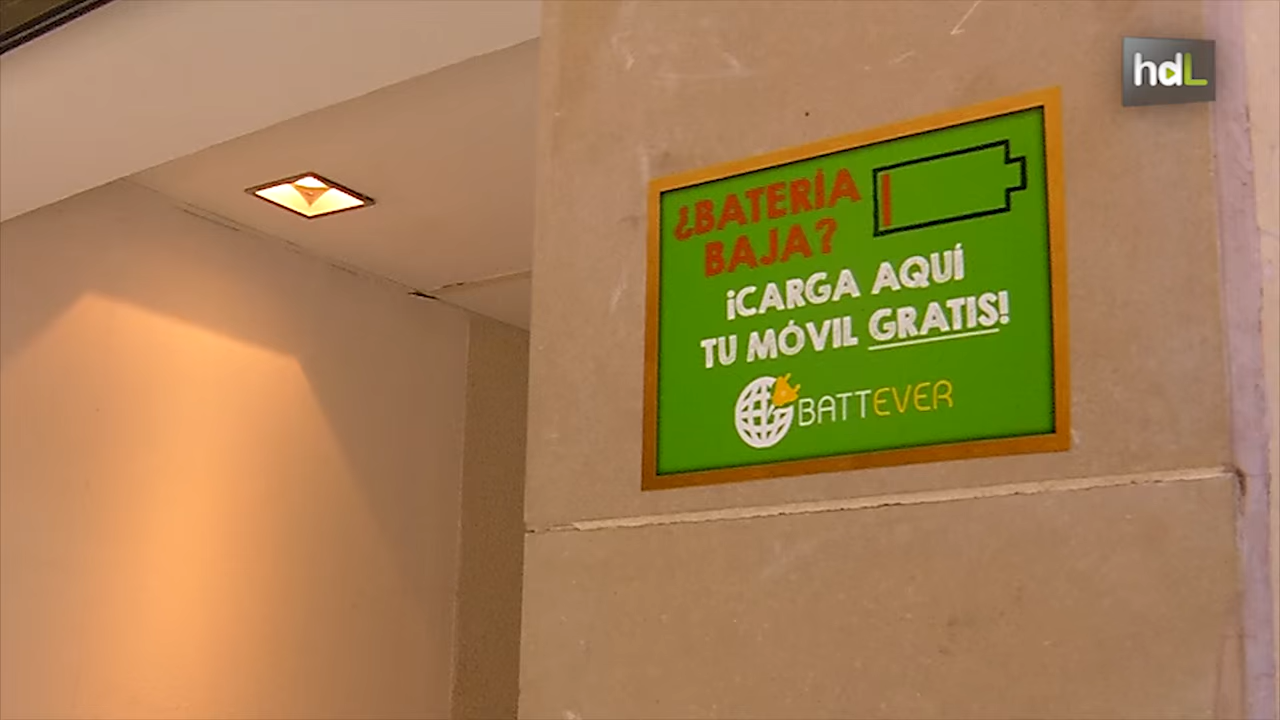 hdL
¿BATERÍA
BAJA?
¡CARGA AQUÍ
TU MÓVIL GRATIS!
BATTEVER